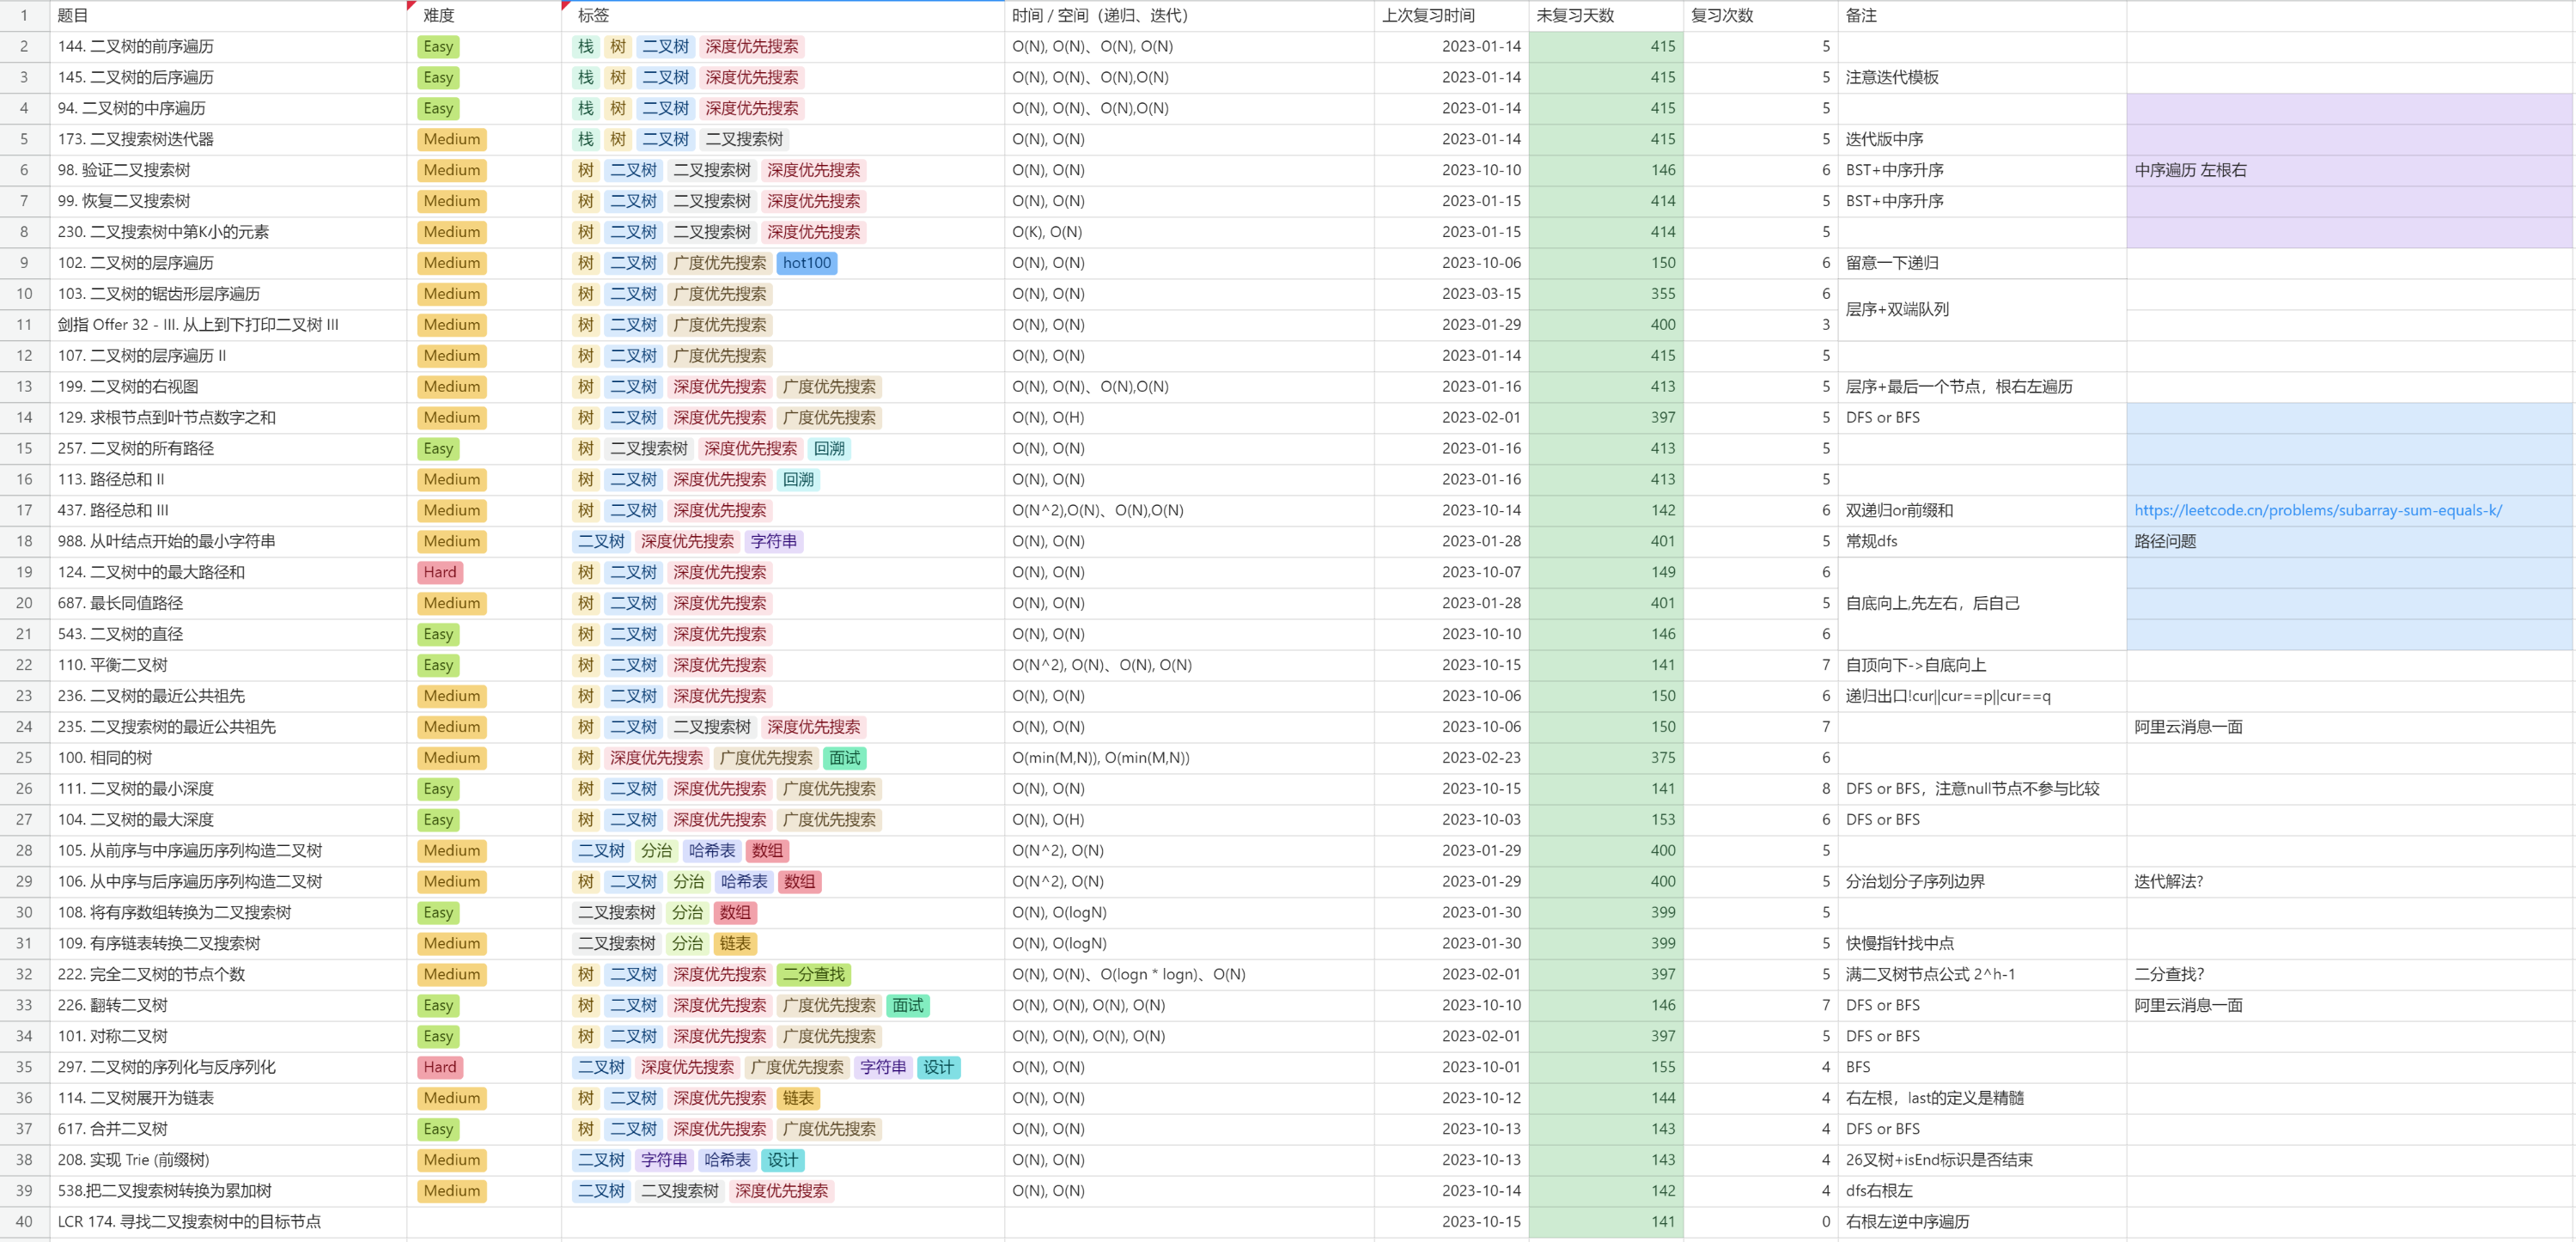 1 题目 难度 标签 时间 / 空间（递归、迭代） 上次复习时间 未复习天数 复习次数 备注
2 144. 二叉树的前序遍历 Easy 栈 树 二叉树 深度优先搜索 O(N), O(N)、O(N), O(N) 2023-01-14 415 5
3 145. 二叉树的后序遍历 Easy 栈 树 二叉树 深度优先搜索 O(N), O(N)、O(N),O(N) 2023-01-14 415 5 注意迭代模板
4 94. 二叉树的中序遍历 Easy 栈 树 二叉树 深度优先搜索 O(N), O(N)、O(N),O(N) 2023-01-14 415 5
5 173. 二叉搜索树迭代器 Medium 栈 树 二叉树 二叉搜索树 O(N), O(N) 2023-01-14 415 5 迭代版中序
6 98. 验证二叉搜索树 Medium 树 二叉树 二叉搜索树 深度优先搜索 O(N), O(N) 2023-10-10 146 6 BST+中序升序 中序遍历 左根右
7 99. 恢复二叉搜索树 Medium 树 二叉树 二叉搜索树 深度优先搜索 O(N), O(N) 2023-01-15 414 5 BST+中序升序
8 230. 二叉搜索树中第K小的元素 Medium 树 二叉树 二叉搜索树 深度优先搜索 O(K), O(N) 2023-01-15 414 5
9 102. 二叉树的层序遍历 Medium 树 二叉树 广度优先搜索 hot100 O(N), O(N) 2023-10-06 150 6 留意一下递归
10 103. 二叉树的锯齿形层序遍历 Medium 树 二叉树 广度优先搜索 O(N), O(N) 2023-03-15 355 6
层序+双端队列
11 剑指 Offer 32 - III. 从上到下打印二叉树 III Medium 树 二叉树 广度优先搜索 O(N), O(N) 2023-01-29 400 3
12 107. 二叉树的层序遍历 II Medium 树 二叉树 广度优先搜索 O(N), O(N) 2023-01-14 415 5
13 199. 二叉树的右视图 Medium 树 二叉树 深度优先搜索 广度优先搜索 O(N), O(N)、O(N),O(N) 2023-01-16 413 5 层序+最后一个节点，根右左遍历
14 129. 求根节点到叶节点数字之和 Medium 树 二叉树 深度优先搜索 广度优先搜索 O(N), O(H) 2023-02-01 397 5 DFS or BFS
15 257. 二叉树的所有路径 Easy 树 二叉搜索树 深度优先搜索 回溯 O(N), O(N) 2023-01-16 413 5
16 113. 路径总和 II Medium 树 二叉树 深度优先搜索 回溯 O(N), O(N) 2023-01-16 413 5
17 437. 路径总和 III Medium 树 二叉树 深度优先搜索 O(N^2),O(N)、O(N),O(N) 2023-10-14 142 6 双递归or前缀和 https://leetcode.cn/problems/subarray-sum-equals-k/
18 988. 从叶结点开始的最小字符串 Medium 二叉树 深度优先搜索 字符串 O(N), O(N) 2023-01-28 401 5 常规dfs 路径问题
19 124. 二叉树中的最大路径和 Hard 树 二叉树 深度优先搜索 O(N), O(N) 2023-10-07 149 6
20 687. 最长同值路径 Medium 树 二叉树 深度优先搜索 O(N), O(N) 2023-01-28 401 5 自底向上,先左右，后自己
21 543. 二叉树的直径 Easy 树 二叉树 深度优先搜索 O(N), O(N) 2023-10-10 146 6
22 110. 平衡二叉树 Easy 树 二叉树 深度优先搜索 O(N^2), O(N)、O(N), O(N) 2023-10-15 141 7 自顶向下->自底向上
23 236. 二叉树的最近公共祖先 Medium 树 二叉树 深度优先搜索 O(N), O(N) 2023-10-06 150 6 递归出口!cur||cur==p||cur==q
24 235. 二叉搜索树的最近公共祖先 Medium 树 二叉树 二叉搜索树 深度优先搜索 O(N), O(N) 2023-10-06 150 7 阿里云消息一面
25 100. 相同的树 Medium 树 深度优先搜索 广度优先搜索 面试 O(min(M,N)), O(min(M,N)) 2023-02-23 375 6
26 111. 二叉树的最小深度 Easy 树 二叉树 深度优先搜索 广度优先搜索 O(N), O(N) 2023-10-15 141 8 DFS or BFS，注意null节点不参与比较
27 104. 二叉树的最大深度 Easy 树 二叉树 深度优先搜索 广度优先搜索 O(N), O(H) 2023-10-03 153 6 DFS or BFS
28 105. 从前序与中序遍历序列构造二叉树 Medium 二叉树 分治 哈希表 数组 O(N^2), O(N) 2023-01-29 400 5
29 106. 从中序与后序遍历序列构造二叉树 Medium 树 二叉树 分治 哈希表 数组 O(N^2), O(N) 2023-01-29 400 5 分治划分子序列边界 迭代解法?
30 108. 将有序数组转换为二叉搜索树 Easy 二叉搜索树 分治 数组 O(N), O(logN) 2023-01-30 399 5
31 109. 有序链表转换二叉搜索树 Medium 二叉搜索树 分治 链表 O(N), O(logN) 2023-01-30 399 5 快慢指针找中点
32 222. 完全二叉树的节点个数 Medium 树 二叉树 深度优先搜索 二分查找 O(N), O(N)、O(logn * logn)、O(N) 2023-02-01 397 5 满二叉树节点公式 2^h-1 二分查找?
33 226. 翻转二叉树 Easy 树 二叉树 深度优先搜索 广度优先搜索 面试 O(N), O(N), O(N), O(N) 2023-10-10 146 7 DFS or BFS 阿里云消息一面
34 101. 对称二叉树 Easy 树 二叉树 深度优先搜索 广度优先搜索 O(N), O(N), O(N), O(N) 2023-02-01 397 5 DFS or BFS
35 297. 二叉树的序列化与反序列化 Hard 二叉树 深度优先搜索 广度优先搜索 字符串 设计 O(N), O(N) 2023-10-01 155 4 BFS
36 114. 二叉树展开为链表 Medium 树 二叉树 深度优先搜索 链表 O(N), O(N) 2023-10-12 144 4 右左根，last的定义是精髓
37 617. 合并二叉树 Easy 树 二叉树 深度优先搜索 广度优先搜索 O(N), O(N) 2023-10-13 143 4 DFS or BFS
38 208. 实现 Trie (前缀树) Medium 二叉树 字符串 哈希表 设计 O(N), O(N) 2023-10-13 143 4 26叉树+isEnd标识是否结束
39 538.把二叉搜索树转换为累加树 Medium 二叉树 二叉搜索树 深度优先搜索 O(N), O(N) 2023-10-14 142 4 dfs右根左
40 LCR 174. 寻找二叉搜索树中的目标节点 2023-10-15 141 0 右根左逆中序遍历